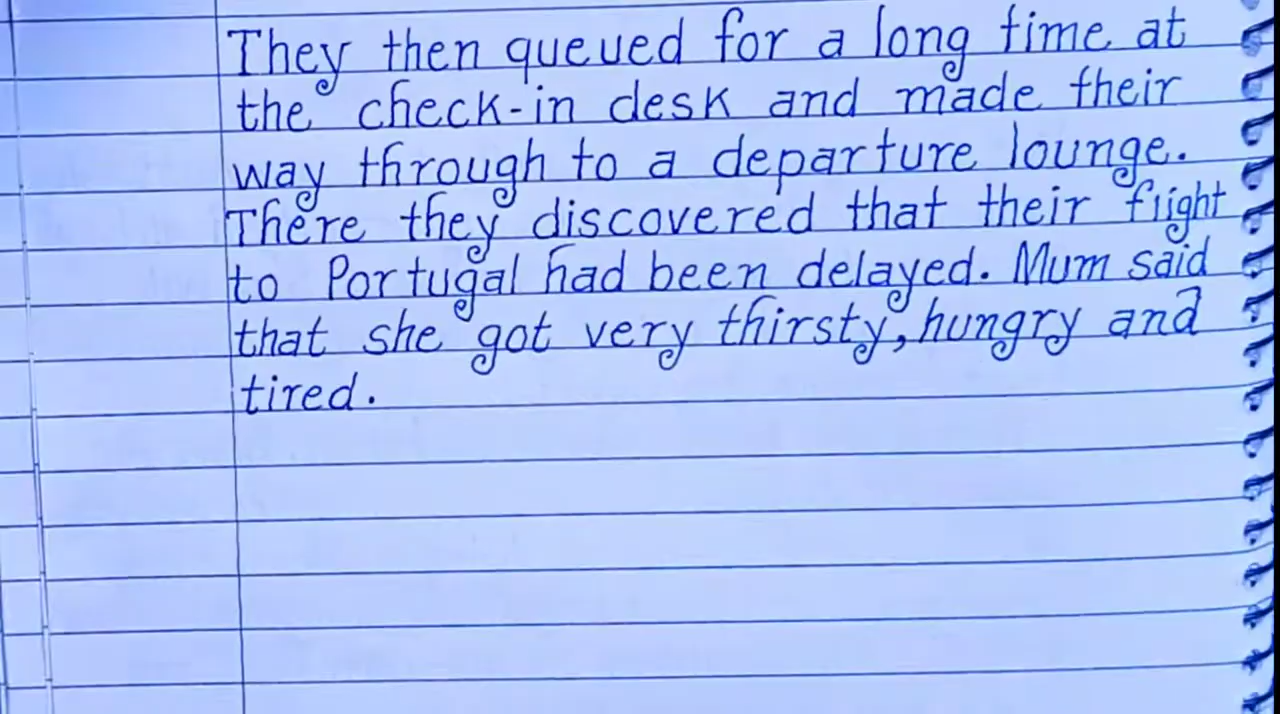 They then queued for a long time at
the check-in desk and made their
way through to a departure lounge.
There they discovered that their flight
to Portugal had been delayed. Mum said
that she got very thirsty, hungry and
tired.